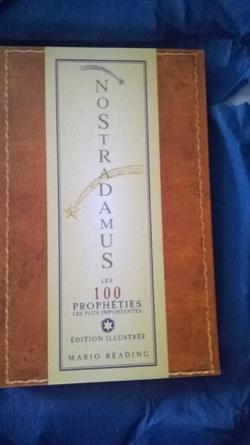 NOSTRADAMUS
LES
100
PROPHÉTIES
LES PLUS IMPORTANTES
ÉDITION ILLUSTRÉE
MARIO READING